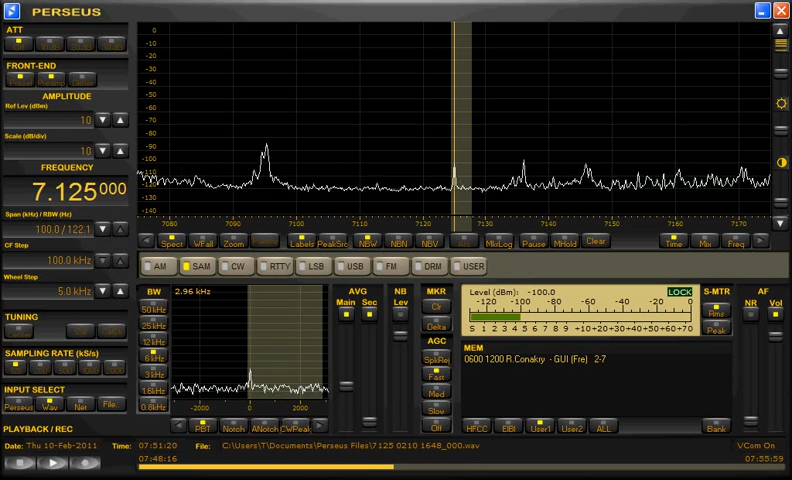 PERSEUS
ATT
FRONT-END
Preamp
AMPLITUDE
Ref Lev (dBm)
10
Scale (dB/div)
10
FREQUENCY
7.125000
Span (kHz) / RBW (Hz)
100.0 / 122.1
CF Step
100.0 kHz
Wheel Step
5.0 kHz
TUNING
SAMPLING RATE (kS/s)
INPUT SELECT
Perseus Wav Net File..
PLAYBACK / REC
0
-10
-20
-30
-40
-50
-60
-70
-80
-90
-100
-110
-120
-130
-140
7080 7090 7100 7110 7120 7130 7140 7150 7160 7170
Spect WFall Zoom Labels PeakSrc NBW NBN NBV MkrLog Pause MHold Clear Time Mix Freq
AM SAM CW RTTY LSB USB FM DRM USER
BW
50kHz
25kHz
12kHz
6kHz
3kHz
1.6kHz
0.8kHz
2.96 kHz
-2000 0 2000
PBT Notch ANotch CWPeak
AVG
Main Sec
NB
Lev
MKR
Clr
Delta
AGC
Fast
Med
Slow
Off
Level (dBm): -100.0 LOCK
-120 -100 -80 -60 -40 -20 0
S 1 2 3 4 5 6 7 8 9 +10 +20 +30 +40 +50 +60 +70
S-MTR
Rms
Peak
AF
NR Vol
MEM
0600 1200 R.Conakry - GUI (Fre) 2-7
HFCC EIBI User1 User2 ALL Bank
Date: Thu 10-Feb-2011 Time: 07:51:20 File: C:\Users\T\Documents\Perseus Files\7125 0210 1648_000.wav VCom On
07:48:16 07:55:59